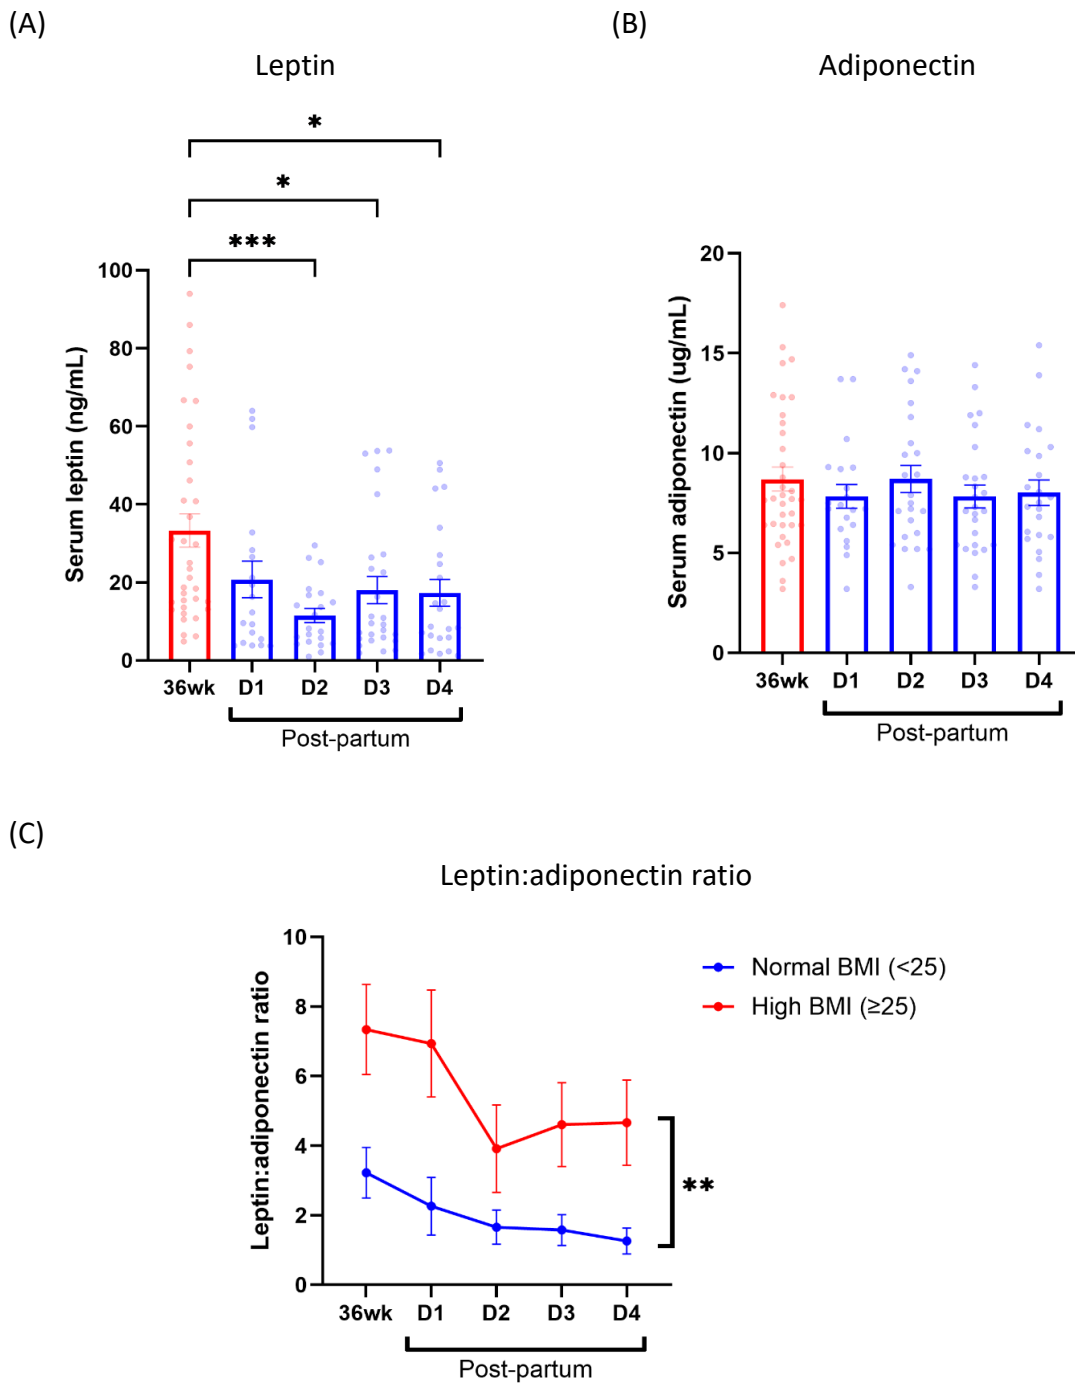 (A)
Leptin
*
*
***
Serum leptin (ng/mL)
100
80
60
40
20
0
36wk D1 D2 D3 D4
Post-partum
(B)
Adiponectin
Serum adiponectin (ug/mL)
20
15
10
5
0
36wk D1 D2 D3 D4
Post-partum
(C)
Leptin:adiponectin ratio
Leptin:adiponectin ratio
10
8
6
4
2
0
36wk D1 D2 D3 D4
Post-partum
Normal BMI (<25)
High BMI (≥25)
**